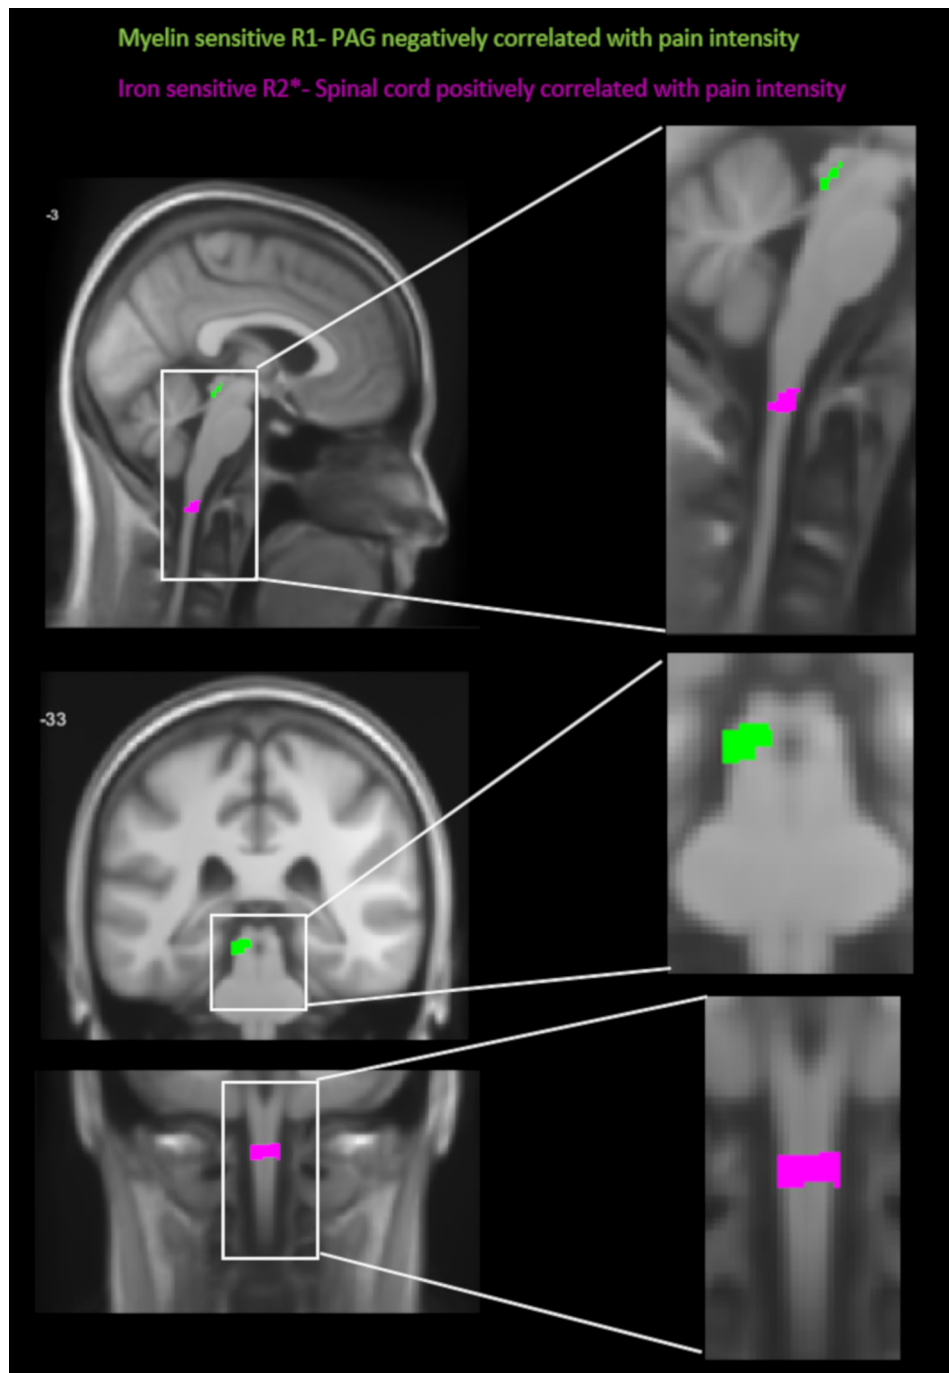 Myelin sensitive R1- PAG negatively correlated with pain intensity
Iron sensitive R2*- Spinal cord positively correlated with pain intensity
-3
-33